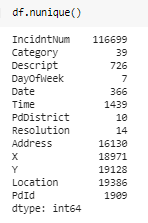 df.nunique()
IncidntNum 116699
Category 39
Descript 726
DayOfWeek 7
Date 366
Time 1439
PdDistrict 10
Resolution 14
Address 16130
X 18971
Y 19128
Location 19386
PdId 1909
dtype: int64